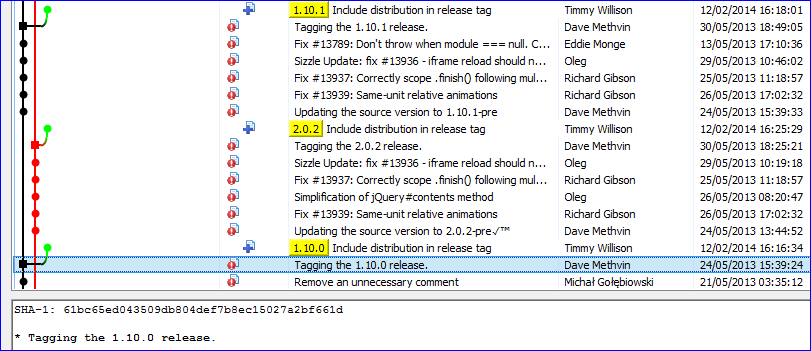 1.10.1 Include distribution in release tag Timmy Willison 12/02/2014 16:18:01
Tagging the 1.10.1 release. Dave Methvin 30/05/2013 18:49:05
Fix #13789: Don't throw when module === null. C... Eddie Monge 13/05/2013 17:10:36
Sizzle Update: fix #13936 - iframe reload should n... Oleg 29/05/2013 10:46:02
Fix #13937: Correctly scope .finish() following mul... Richard Gibson 25/05/2013 11:18:57
Fix #13939: Same-unit relative animations Richard Gibson 26/05/2013 17:02:32
Updating the source version to 1.10.1-pre Dave Methvin 24/05/2013 15:39:33
2.0.2 Include distribution in release tag Timmy Willison 12/02/2014 16:25:29
Tagging the 2.0.2 release. Dave Methvin 30/05/2013 18:25:21
Sizzle Update: fix #13936 - iframe reload should n... Oleg 29/05/2013 10:19:18
Fix #13937: Correctly scope .finish() following mul... Richard Gibson 25/05/2013 11:18:57
Simplification of jQuery#contents method Oleg 26/05/2013 08:20:47
Fix #13939: Same-unit relative animations Richard Gibson 26/05/2013 17:02:32
Updating the source version to 2.0.2-pre✓™ Dave Methvin 24/05/2013 13:44:52
1.10.0 Include distribution in release tag Timmy Willison 12/02/2014 16:16:34
Tagging the 1.10.0 release. Dave Methvin 24/05/2013 15:39:24
Remove an unnecessary comment Michał Gołębiowski 21/05/2013 03:35:12
SHA-1: 61bc65ed043509db804def7b8ec15027a2bf661d
* Tagging the 1.10.0 release.